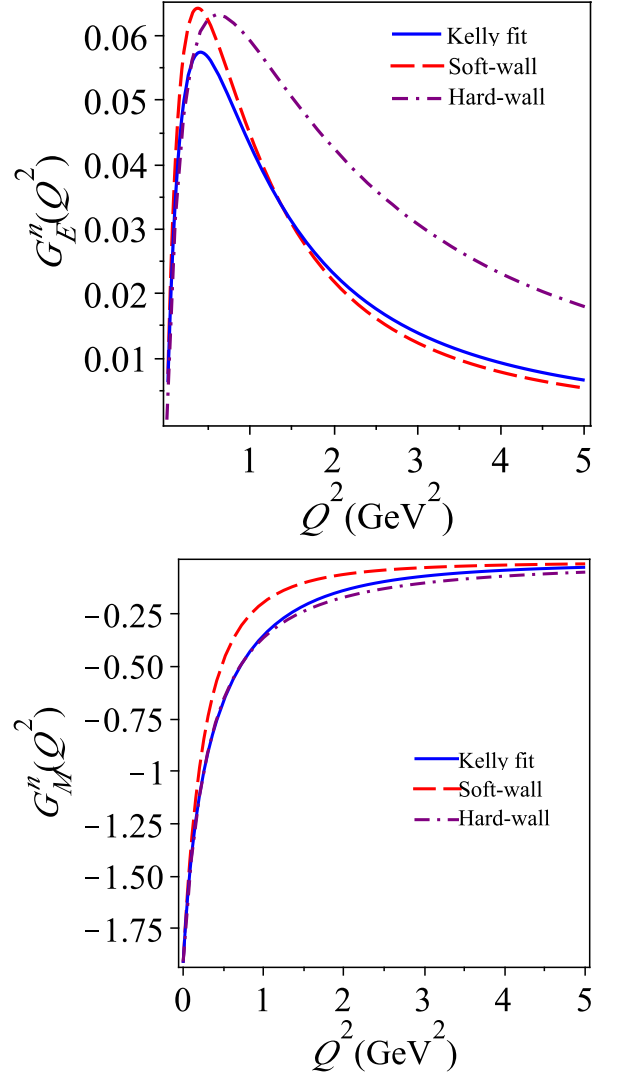 0.06
0.05
0.04
0.03
0.02
0.01
G_E^n(Q^2)
Kelly fit
Soft-wall
Hard-wall
1 2 3 4 5
Q^2(GeV^2)
−0.25
−0.50
−0.75
−1
−1.25
−1.50
−1.75
G_M^n(Q^2)
Kelly fit
Soft-wall
Hard-wall
0 1 2 3 4 5
Q^2(GeV^2)